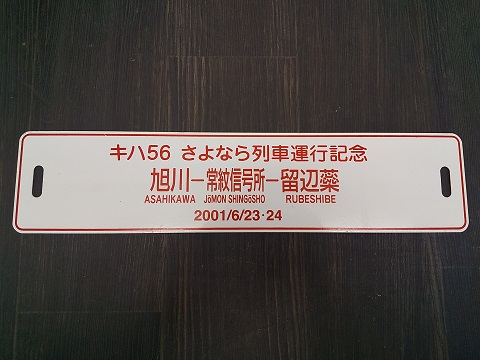 キハ56 さよなら列車運行記念
旭川ー常紋信号所ー留辺蘂
ASAHIKAWA JōMON SHINGōSHO RUBESHIBE
2001/6/23・24